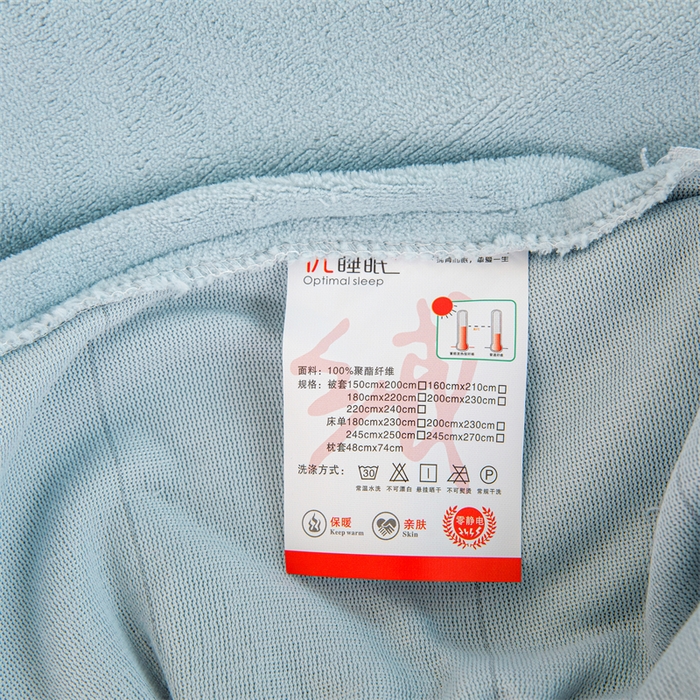 优睡眠
Optimal sleep
绒
面料：100%聚酯纤维
规格：被套150cmx200cm□160cmx210cm□
180cmx220cm□200cmx230cm□
220cmx240cm□
床单180cmx230cm□200cmx230cm□
245cmx250cm□245cmx270cm□
枕套48cmx74cm
洗涤方式：
30
P
常温水洗 不可漂白 悬挂晒干 不可熨烫 常规干洗
保暖
Keep warm
亲肤
Skin
零静电